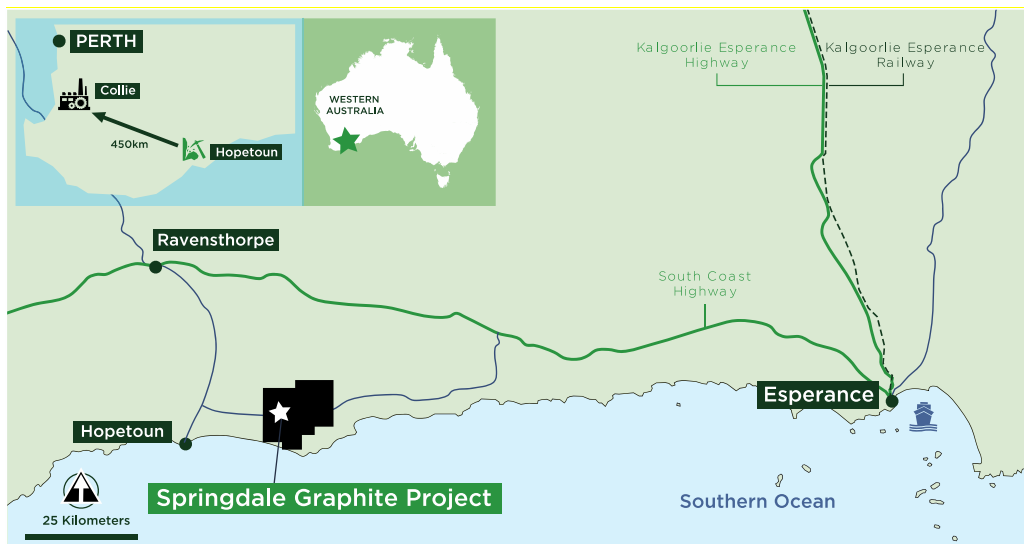 PERTH
Collie
450km
Hopetoun
WESTERN
AUSTRALIA
Kalgoorlie Esperance
Highway
Kalgoorlie Esperance
Railway
Ravensthorpe
South Coast
Highway
Esperance
Hopetoun
Springdale Graphite Project
Southern Ocean
25 Kilometers